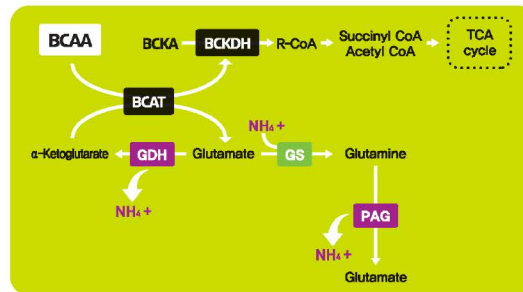 BCAA
BCKA
BCKDH
R-CoA
Succinyl CoA
Acetyl CoA
TCA
cycle
BCAT
α-Ketoglutarate
GDH
Glutamate
NH₄+
GS
Glutamine
NH₄+
PAG
NH₄+
Glutamate